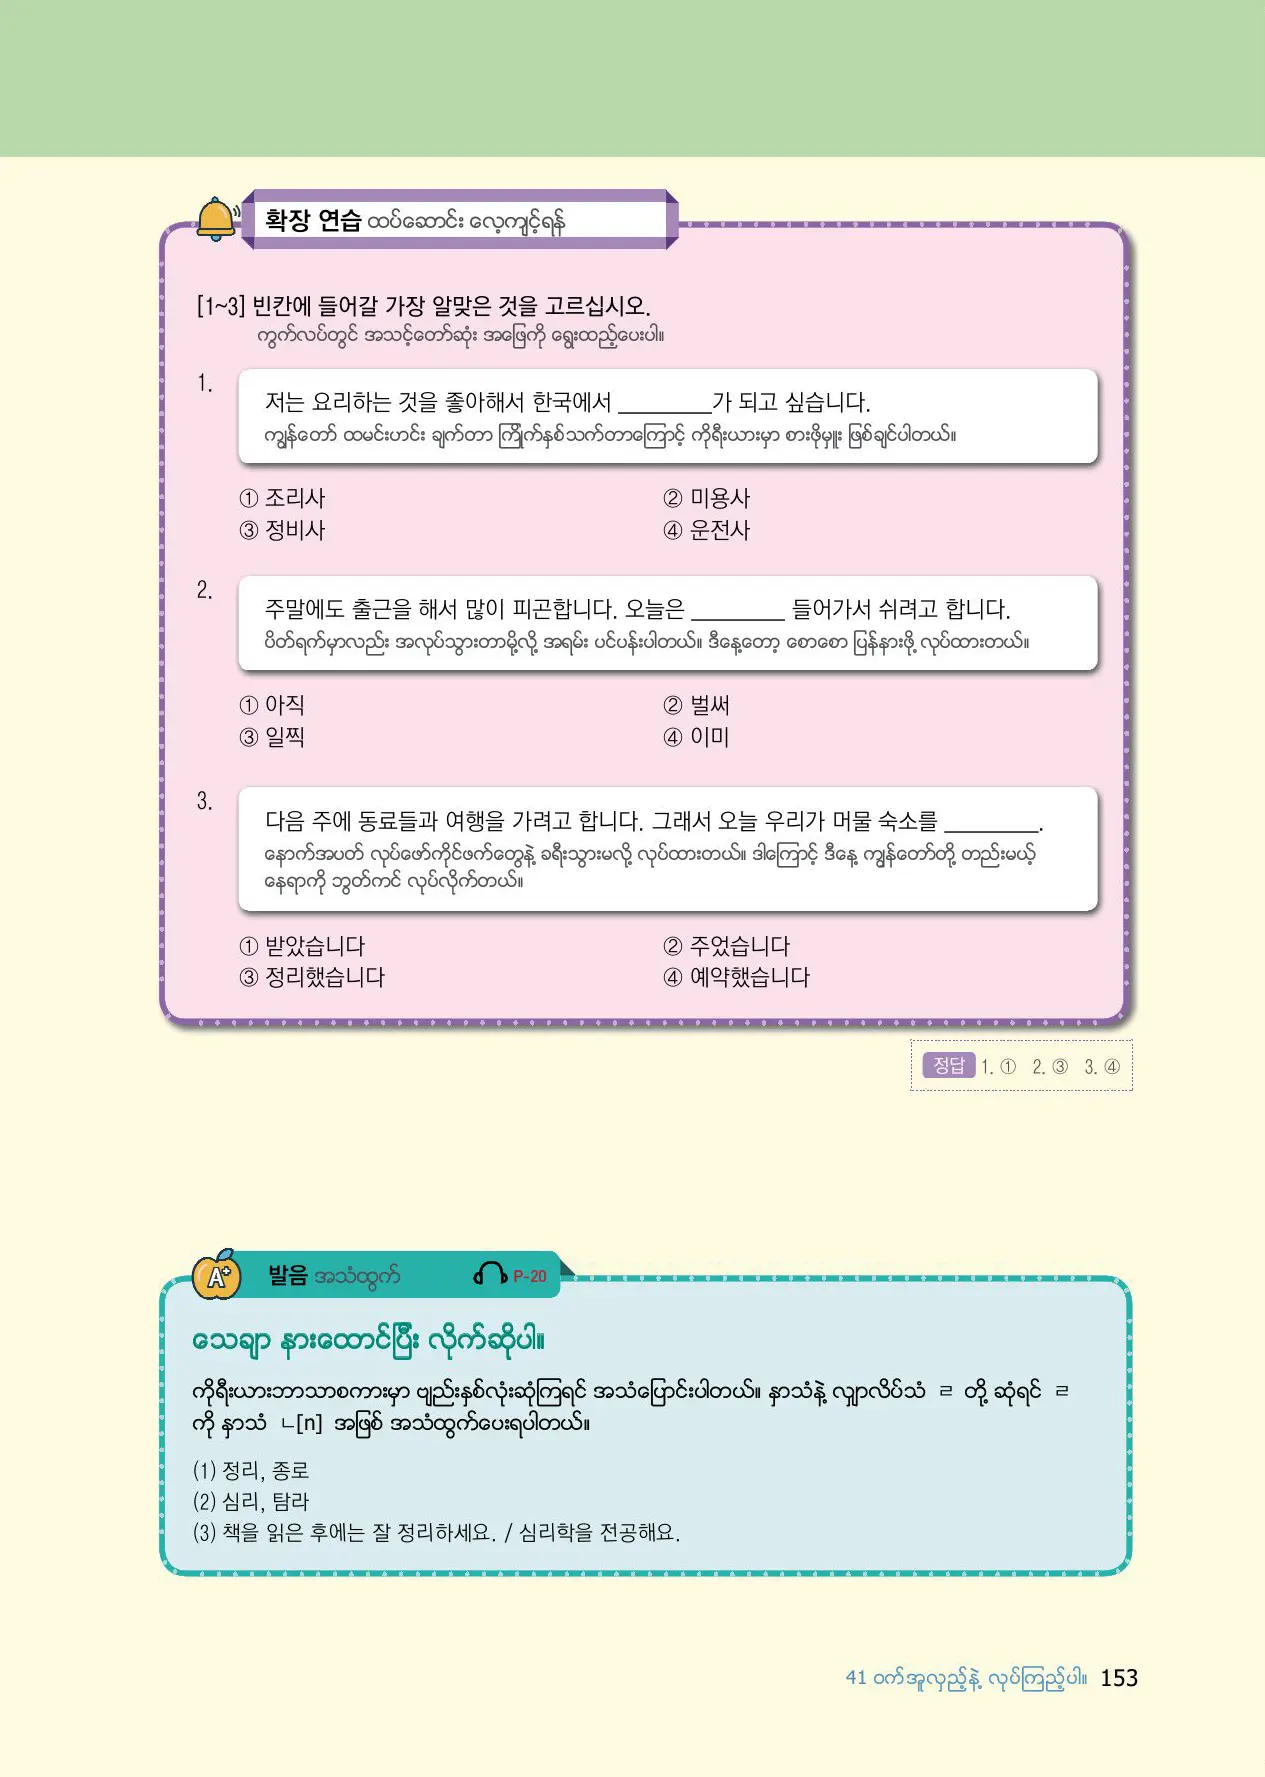 확장 연습 ထပ်ဆောင်း လေ့ကျင့်ရန်
[1~3] 빈칸에 들어갈 가장 알맞은 것을 고르십시오.
ကွက်လပ်တွင် အသင့်တော်ဆုံး အဖြေကို ရွေးထည့်ပေးပါ။
1.
저는 요리하는 것을 좋아해서 한국에서 ________가 되고 싶습니다.
ကျွန်တော် ထမင်းဟင်း ချက်တာ ကြိုက်နှစ်သက်တာကြောင့် ကိုရီးယားမှာ စားဖိုမှူး ဖြစ်ချင်ပါတယ်။
① 조리사 ② 미용사
③ 정비사 ④ 운전사
2.
주말에도 출근을 해서 많이 피곤합니다. 오늘은 ________ 들어가서 쉬려고 합니다.
ပိတ်ရက်မှာလည်း အလုပ်သွားတာမို့လို့ အရမ်း ပင်ပန်းပါတယ်။ ဒီနေ့တော့ စောစော ပြန်နားဖို့ လုပ်ထားတယ်။
① 아직 ② 벌써
③ 일찍 ④ 이미
3.
다음 주에 동료들과 여행을 가려고 합니다. 그래서 오늘 우리가 머물 숙소를 ________.
နောက်အပတ် လုပ်ဖော်ကိုင်ဖက်တွေနဲ့ ခရီးသွားမလို့ လုပ်ထားတယ်။ ဒါကြောင့် ဒီနေ့ ကျွန်တော်တို့ တည်းမယ့်
နေရာကို ဘွတ်ကင် လုပ်လိုက်တယ်။
① 받았습니다 ② 주었습니다
③ 정리했습니다 ④ 예약했습니다
정답 1. ① 2. ③ 3. ④
A+ 발음 အသံထွက် P-20
သေချာ နားထောင်ပြီး လိုက်ဆိုပါ။
ကိုရီးယားဘာသာစကားမှာ ဗျည်းနှစ်လုံးဆုံကြရင် အသံပြောင်းပါတယ်။ နှာသံနဲ့ လျှာလိပ်သံ ㄹ တို့ ဆုံရင် ㄹ
ကို နှာသံ ㄴ[n] အဖြစ် အသံထွက်ပေးရပါတယ်။
(1) 정리, 종로
(2) 심리, 탐라
(3) 책을 읽은 후에는 잘 정리하세요. / 심리학을 전공해요.
41 ဝက်အူလှည့်နဲ့ လုပ်ကြည့်ပါ။ 153